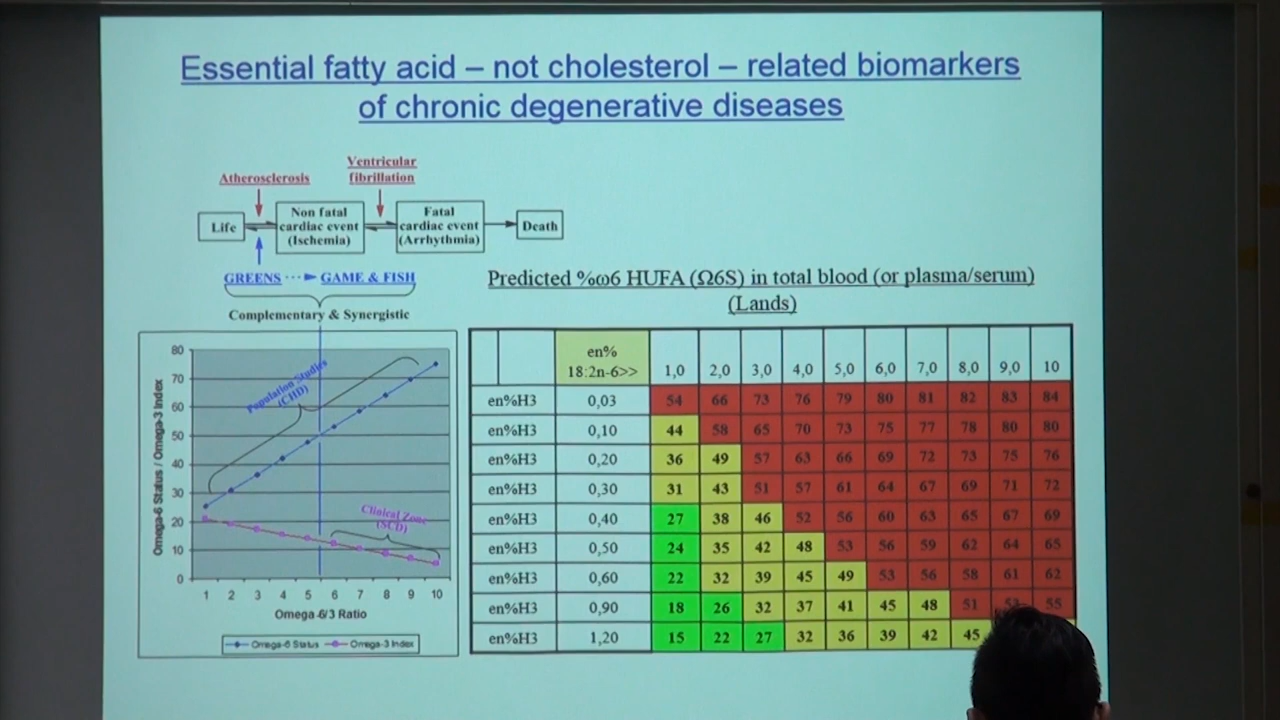 Essential fatty acid – not cholesterol – related biomarkers
of chronic degenerative diseases
Ventricular
Atherosclerosis fibrillation
Life
Non fatal
cardiac event
(Ischemia)
Fatal
cardiac event
(Arrhythmia)
Death
GREENS ···► GAME & FISH
Complementary & Synergistic
Predicted %ω6 HUFA (Ω6S) in total blood (or plasma/serum)
(Lands)
Omega-6 Status / Omega-3 Index
80
70
60
50
40
30
20
10
0
Population Studies
(CHD)
Clinical Zone
(SCD)
1 2 3 4 5 6 7 8 9 10
Omega-6/3 Ratio
Omega-6 Status Omega-3 Index
en%
18:2n-6>> 1,0 2,0 3,0 4,0 5,0 6,0 7,0 8,0 9,0 10
en%H3 0,03 54 66 73 76 79 80 81 82 83 84
en%H3 0,10 44 58 65 70 73 75 77 78 80 80
en%H3 0,20 36 49 57 63 66 69 72 73 75 76
en%H3 0,30 31 43 51 57 61 64 67 69 71 72
en%H3 0,40 27 38 46 52 56 60 63 65 67 69
en%H3 0,50 24 35 42 48 53 56 59 62 64 65
en%H3 0,60 22 32 39 45 49 53 56 58 61 62
en%H3 0,90 18 26 32 37 41 45 48 51 53 55
en%H3 1,20 15 22 27 32 36 39 42 45